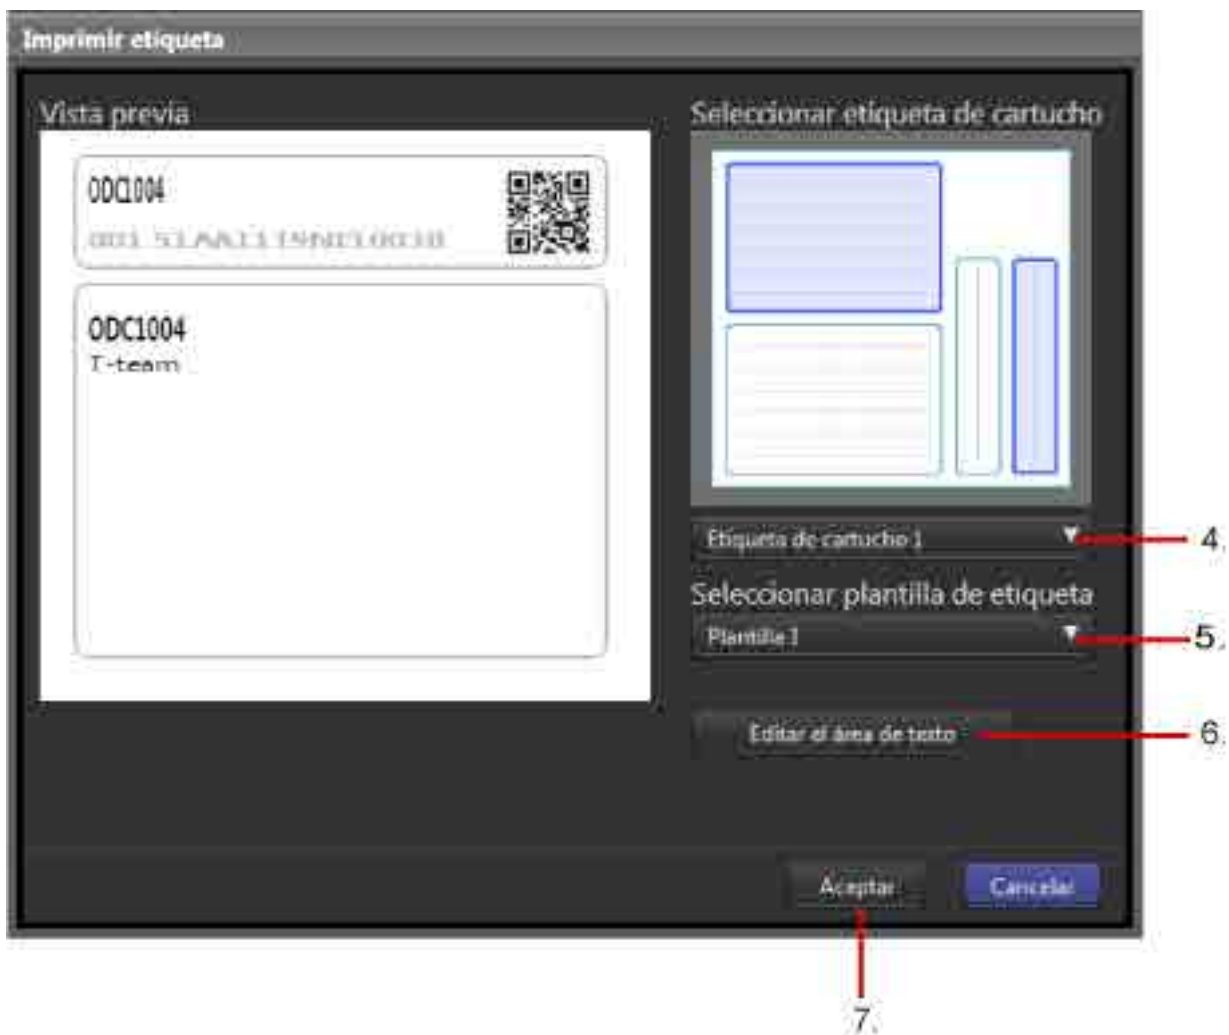 Imprimir etiqueta
Vista previa
ODC1004
ODC1004
T-team
Seleccionar etiqueta de cartucho
Etiqueta de cartucho 1
4.
Seleccionar plantilla de etiqueta
Plantilla 1
5.
Editar el área de texto
6.
Aceptar
Cancelar
7.